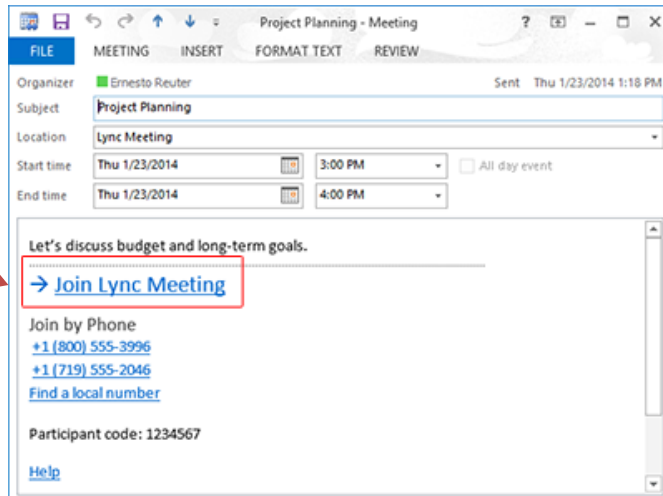 Project Planning - Meeting
FILE MEETING INSERT FORMAT TEXT REVIEW
Organizer Ernesto Reuter Sent Thu 1/23/2014 1:18 PM
Subject Project Planning
Location Lync Meeting
Start time Thu 1/23/2014 3:00 PM All day event
End time Thu 1/23/2014 4:00 PM
Let's discuss budget and long-term goals.
→ Join Lync Meeting
Join by Phone
+1 (800) 555-3996
+1 (719) 555-2046
Find a local number
Participant code: 1234567
Help